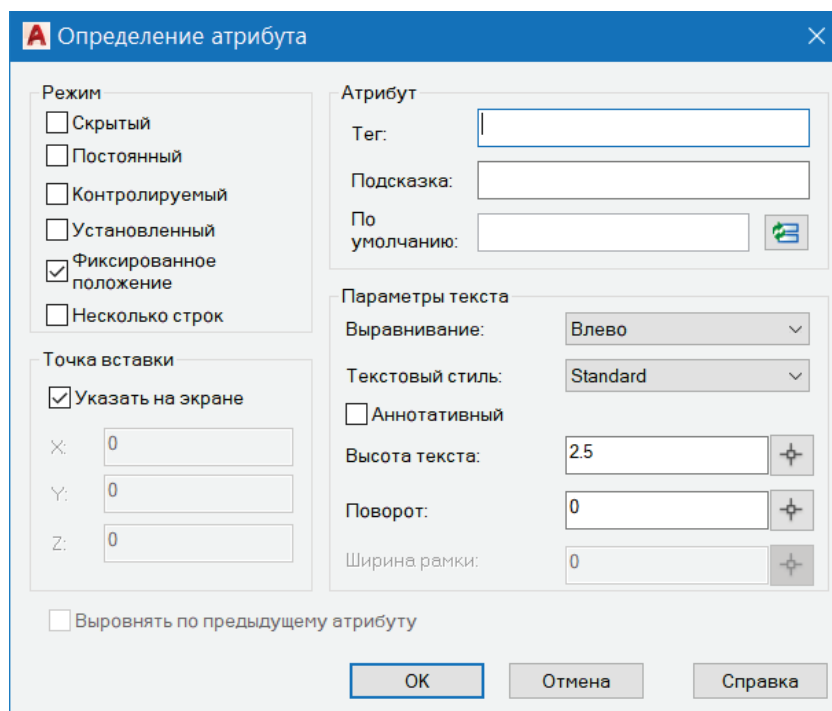 Определение атрибута
Режим
Скрытый
Постоянный
Контролируемый
Установленный
Фиксированное
положение
Несколько строк
Точка вставки
Указать на экране
X:
0
Y:
0
Z:
0
Атрибут
Тег:
Подсказка:
По
умолчанию:
Параметры текста
Выравнивание:
Влево
Текстовый стиль:
Standard
Аннотативный
Высота текста:
2.5
Поворот:
0
Ширина рамки:
0
Выровнять по предыдущему атрибуту
OK
Отмена
Справка